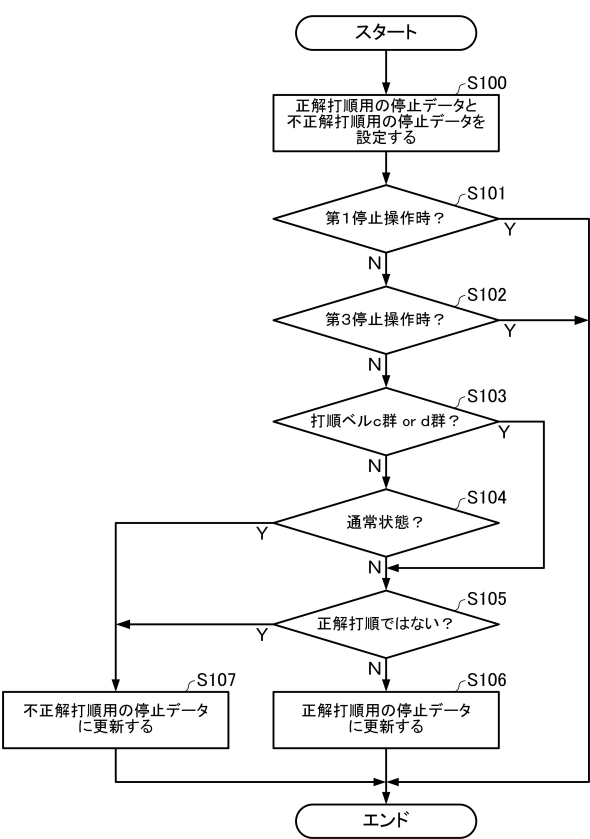 スタート
S100
正解打順用の停止データと
不正解打順用の停止データを
設定する
S101
第1停止操作時？
Y
N
S102
第3停止操作時？
Y
N
S103
打順ベルc群 or d群？
Y
N
S104
通常状態？
Y
N
S105
正解打順ではない？
Y
N
S107
不正解打順用の停止データ
に更新する
S106
正解打順用の停止データ
に更新する
エンド